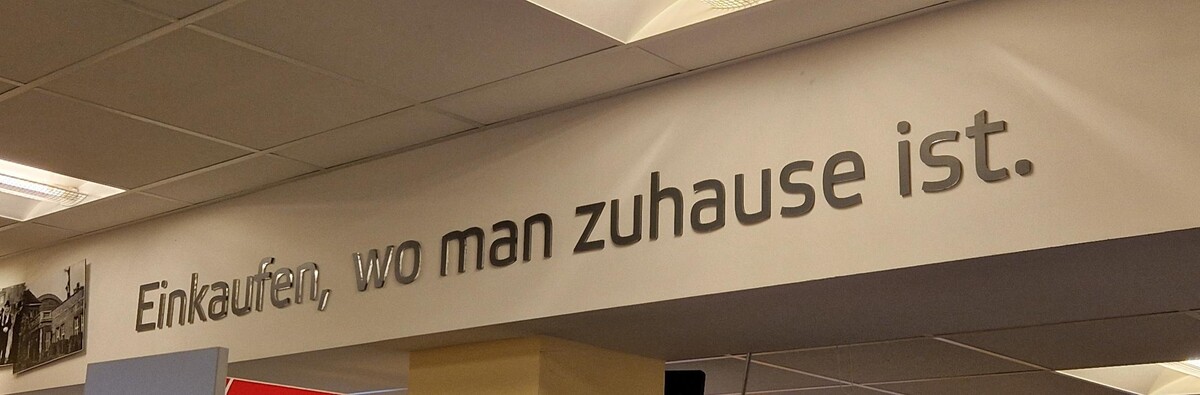 Einkaufen, wo man zuhause ist.